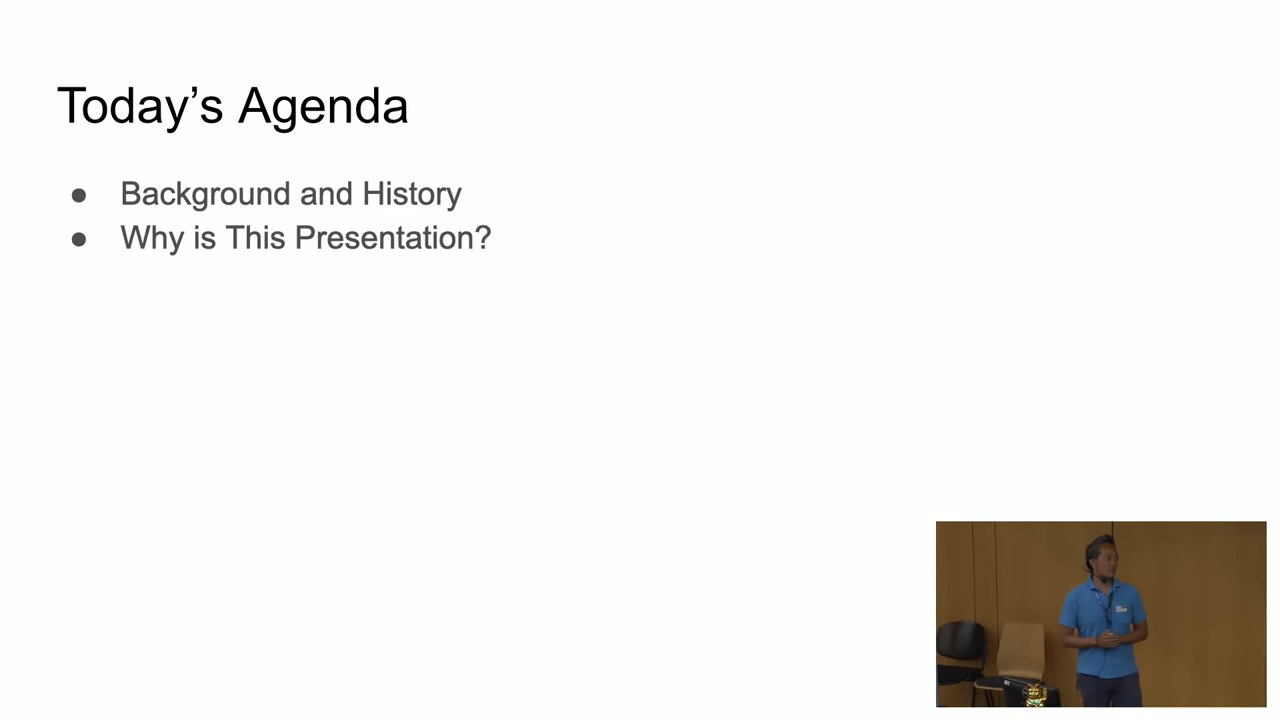 Today’s Agenda
● Background and History
● Why is This Presentation?